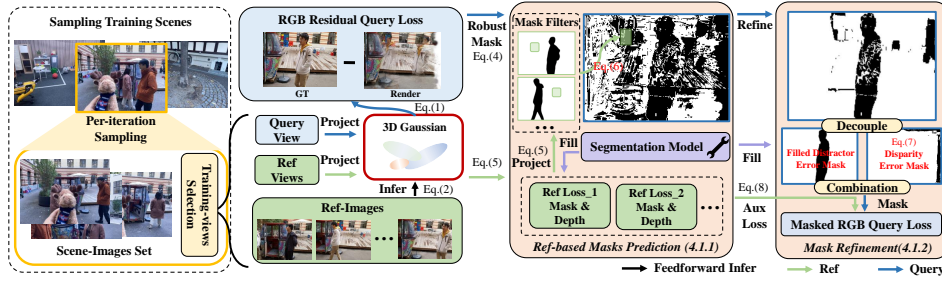 Sampling Training Scenes
Per-iteration
Sampling
Scene-Images Set
Training-views
Selection
RGB Residual Query Loss
GT
Render
Eq.(1)
Query
View
Project
3D Gaussian
Ref
Views
Project
Infer
Eq.(2)
Ref-Images
Robust
Mask
Eq.(4)
Eq.(5)
Mask Filters
Eq.(6)
Eq.(5)
Project
Fill
Segmentation Model
Ref Loss_1
Mask &
Depth
Ref Loss_2
Mask &
Depth
Ref-based Masks Prediction (4.1.1)
Refine
Fill
Eq.(8)
Aux
Loss
Decouple
Filled Distractor
Error Mask
Eq.(7)
Disparity
Error Mask
Combination
Mask
Masked RGB Query Loss
Mask Refinement(4.1.2)
Feedforward Infer
Ref
Query